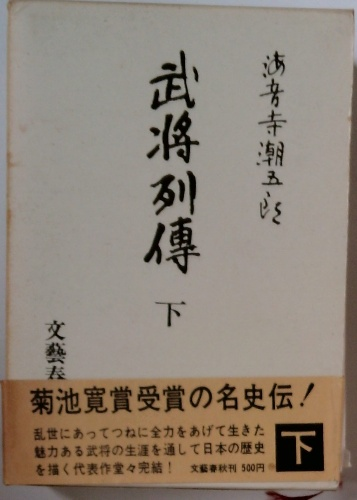 海音寺潮五郎
武将列傳
下
文藝春
菊池寛賞受賞の名史伝!
乱世にあってつねに全力をあげて生きた
魅力ある武将の生涯を通して日本の歴史
を描く代表作堂々完結!
文藝春秋刊 500円
下